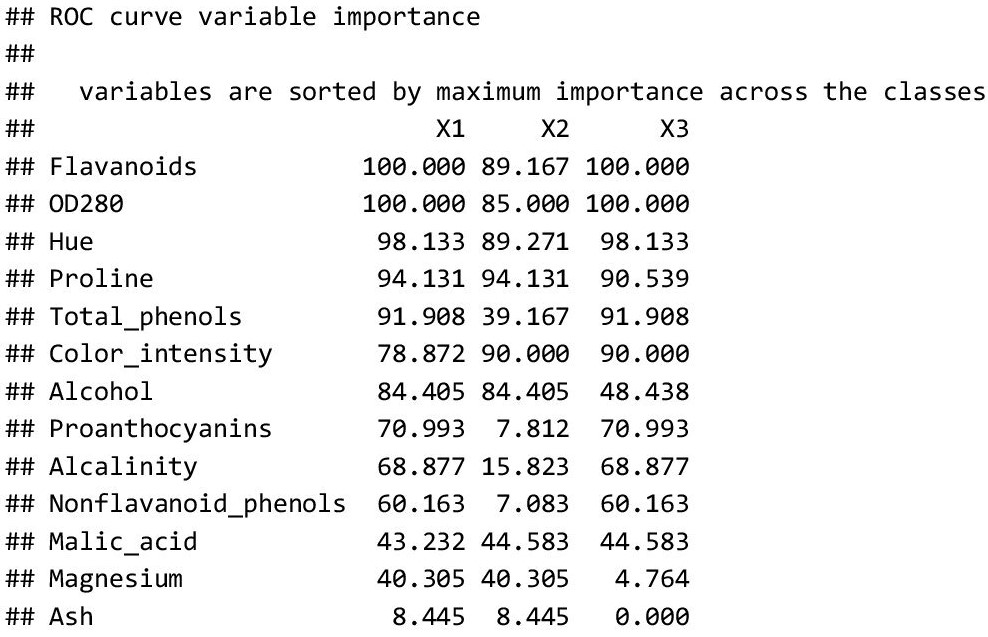 ## ROC curve variable importance
##
##   variables are sorted by maximum importance across the classes
##                           X1     X2      X3
## Flavanoids           100.000 89.167 100.000
## OD280                100.000 85.000 100.000
## Hue                   98.133 89.271  98.133
## Proline               94.131 94.131  90.539
## Total_phenols         91.908 39.167  91.908
## Color_intensity       78.872 90.000  90.000
## Alcohol               84.405 84.405  48.438
## Proanthocyanins       70.993  7.812  70.993
## Alcalinity            68.877 15.823  68.877
## Nonflavanoid_phenols  60.163  7.083  60.163
## Malic_acid            43.232 44.583  44.583
## Magnesium             40.305 40.305   4.764
## Ash                    8.445  8.445   0.000